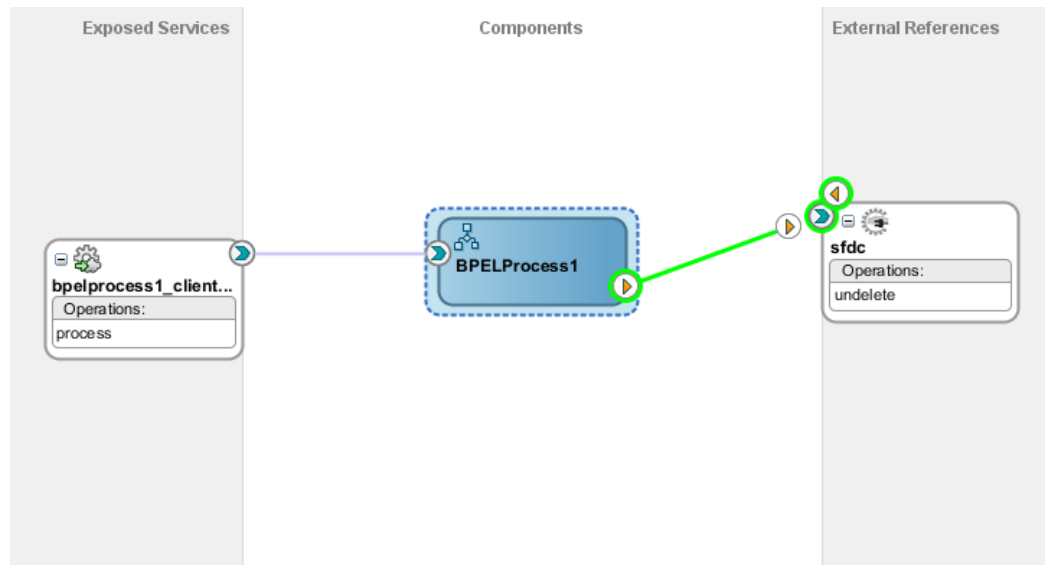 Exposed Services
Components
External References
bpelprocess1_client...
Operations:
process
BPELProcess1
sfdc
Operations:
undelete